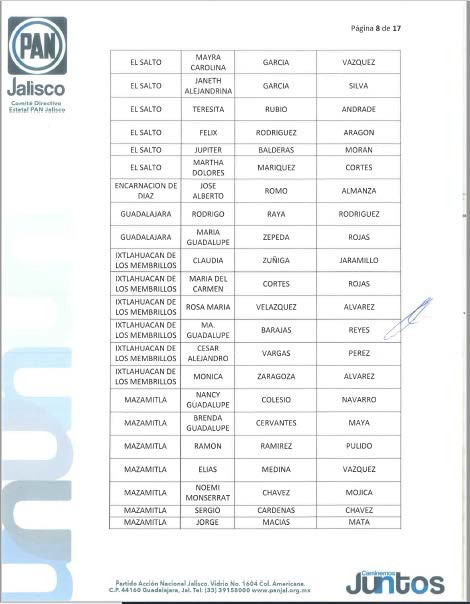 Página 8 de 17
PAN
Jalisco
Comité Directivo
Estatal PAN Jalisco
EL SALTO MAYRA CAROLINA GARCIA VAZQUEZ
EL SALTO JANETH ALEJANDRINA GARCIA SILVA
EL SALTO TERESITA RUBIO ANDRADE
EL SALTO FELIX RODRIGUEZ ARAGON
EL SALTO JUPITER BALDERAS MORAN
EL SALTO MARTHA DOLORES MARIQUEZ CORTES
ENCARNACION DE DIAZ JOSE ALBERTO ROMO ALMANZA
GUADALAJARA RODRIGO RAYA RODRIGUEZ
GUADALAJARA MARIA GUADALUPE ZEPEDA ROJAS
IXTLAHUACAN DE LOS MEMBRILLOS CLAUDIA ZUÑIGA JARAMILLO
IXTLAHUACAN DE LOS MEMBRILLOS MARIA DEL CARMEN CORTES ROJAS
IXTLAHUACAN DE LOS MEMBRILLOS ROSA MARIA VELAZQUEZ ALVAREZ
IXTLAHUACAN DE LOS MEMBRILLOS MA. GUADALUPE BARAJAS REYES
IXTLAHUACAN DE LOS MEMBRILLOS CESAR ALEJANDRO VARGAS PEREZ
IXTLAHUACAN DE LOS MEMBRILLOS MONICA ZARAGOZA ALVAREZ
MAZAMITLA NANCY GUADALUPE COLESIO NAVARRO
MAZAMITLA BRENDA GUADALUPE CERVANTES MAYA
MAZAMITLA RAMON RAMIREZ PULIDO
MAZAMITLA ELIAS MEDINA VAZQUEZ
MAZAMITLA NOEMI MONSERRAT CHAVEZ MOJICA
MAZAMITLA SERGIO CARDENAS CHAVEZ
MAZAMITLA JORGE MACIAS MATA
Partido Acción Nacional Jalisco. Vidrio No. 1604 Col. Americana.
C.P. 44160 Guadalajara, Jal. Tel: (33) 39158000 www.panjal.org.mx
Caminemos
Juntos